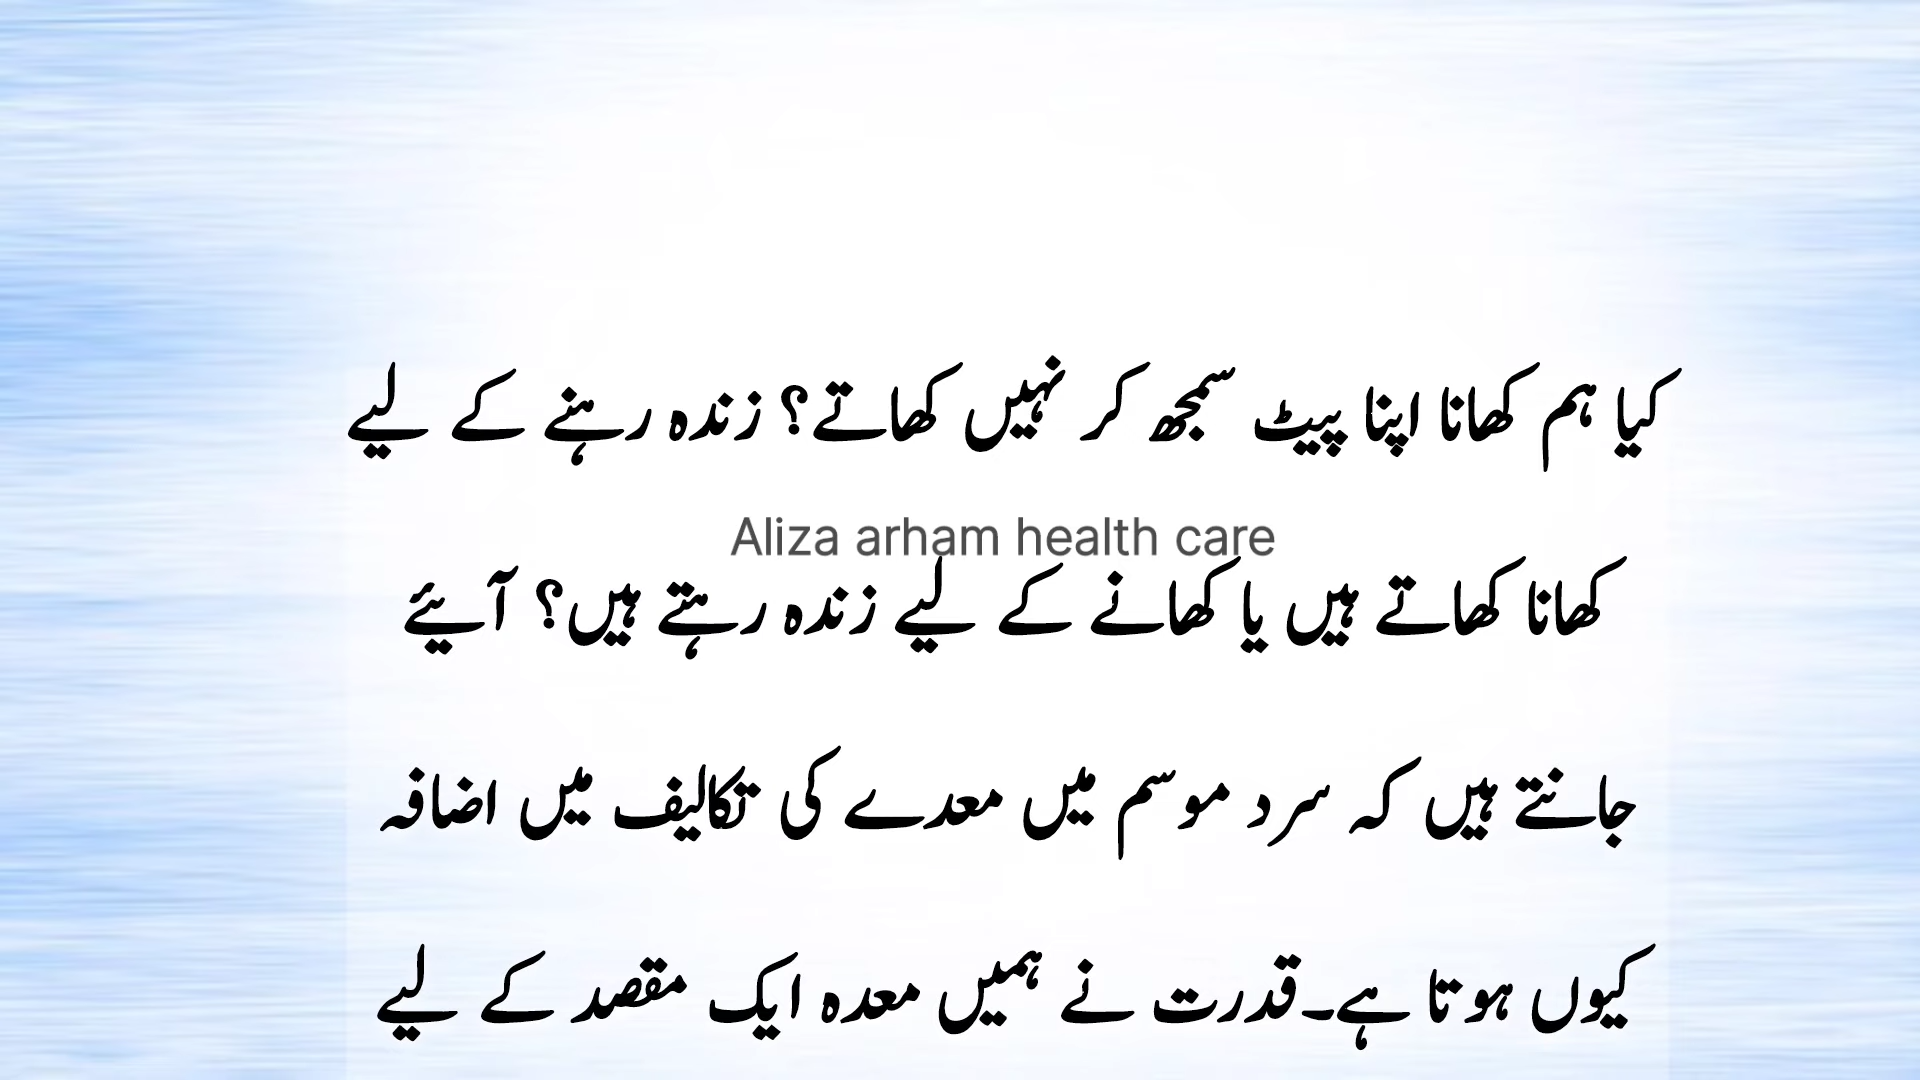 کیا ہم کھانا اپنا پیٹ سمجھ کر نہیں کھاتے؟ زندہ رہنے کے لیے
Aliza arham health care
کھانا کھاتے ہیں یا کھانے کے لیے زندہ رہتے ہیں؟ آیئے
جانتے ہیں کہ سرد موسم میں معدے کی تکالیف میں اضافہ
کیوں ہوتا ہے۔قدرت نے ہمیں معدہ ایک مقصد کے لیے